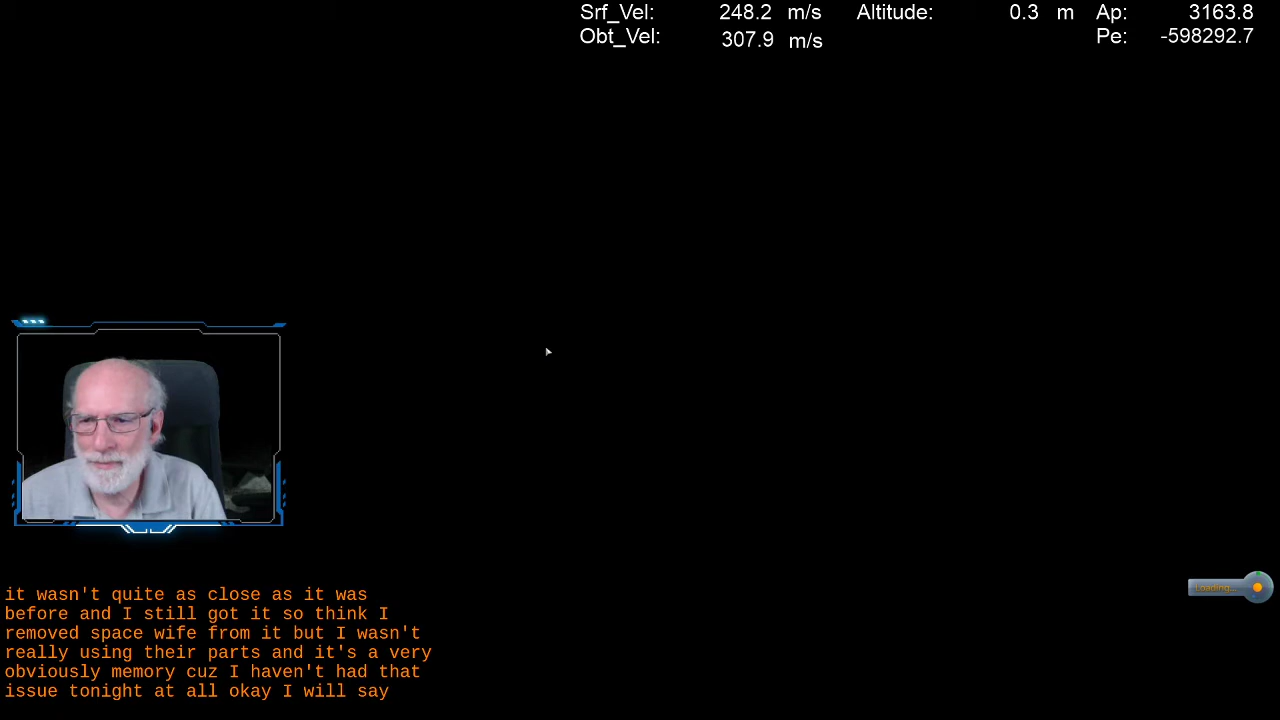 Srf_Vel: 248.2 m/s Altitude: 0.3 m Ap: 3163.8
Obt_Vel: 307.9 m/s Pe: -598292.7
Loading...
it wasn't quite as close as it was
before and I still got it so think I
removed space wife from it but I wasn't
really using their parts and it's a very
obviously memory cuz I haven't had that
issue tonight at all okay I will say